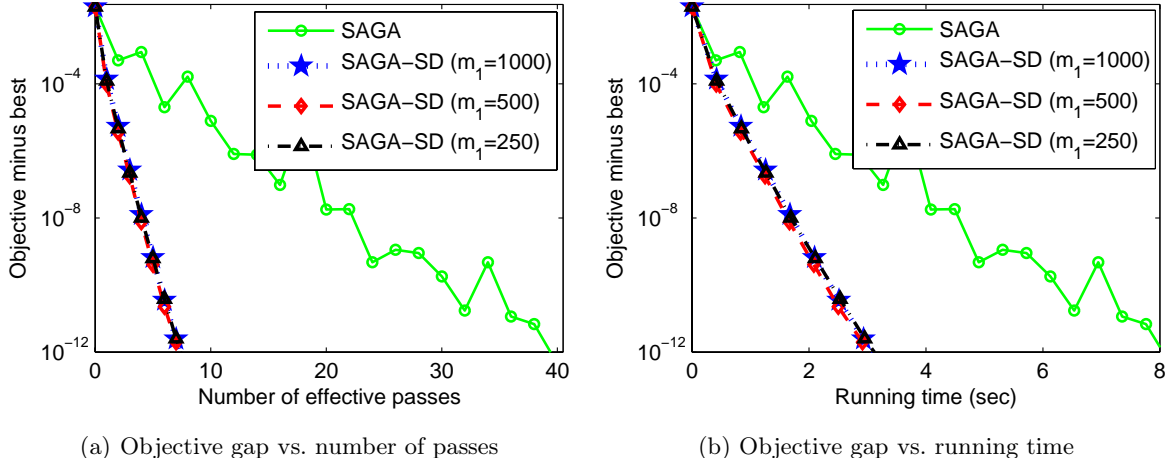 SAGA
SAGA−SD (m1=1000)
SAGA−SD (m1=500)
SAGA−SD (m1=250)
10−4
10−8
10−12
Objective minus best
0 10 20 30 40
Number of effective passes
(a) Objective gap vs. number of passes
SAGA
SAGA−SD (m1=1000)
SAGA−SD (m1=500)
SAGA−SD (m1=250)
10−4
10−8
10−12
Objective minus best
0 2 4 6 8
Running time (sec)
(b) Objective gap vs. running time